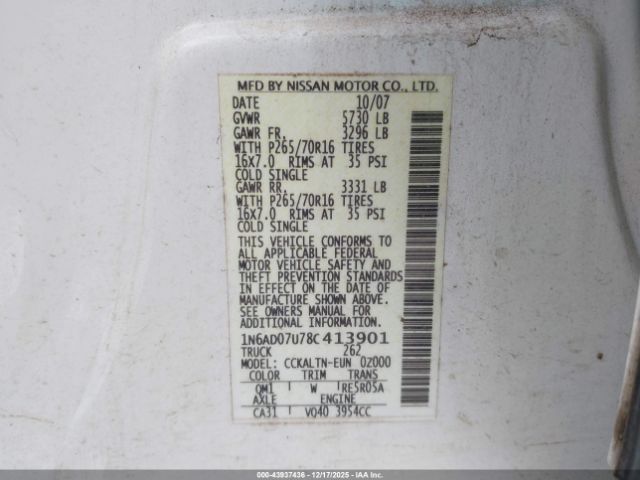 MFD BY NISSAN MOTOR CO., LTD.
DATE 10/07
GVWR 5730 LB
GAWR FR. 3296 LB
WITH P265/70R16 TIRES
16X7.0 RIMS AT 35 PSI
COLD SINGLE
GAWR RR. 3331 LB
WITH P265/70R16 TIRES
16X7.0 RIMS AT 35 PSI
COLD SINGLE
THIS VEHICLE CONFORMS TO
ALL APPLICABLE FEDERAL
MOTOR VEHICLE SAFETY AND
THEFT PREVENTION STANDARDS
IN EFFECT ON THE DATE OF
MANUFACTURE SHOWN ABOVE.
SEE OWNERS MANUAL FOR
ADDITIONAL INFORMATION.
1N6AD07U78C413901
TRUCK 262
MODEL: CCKALTN-EUN 0Z000
COLOR TRIM TRANS
QM1 W RE5R05A
AXLE ENGINE
CA31 VQ40 3954CC
000-43937436 - 12/17/2025 - IAA Inc.